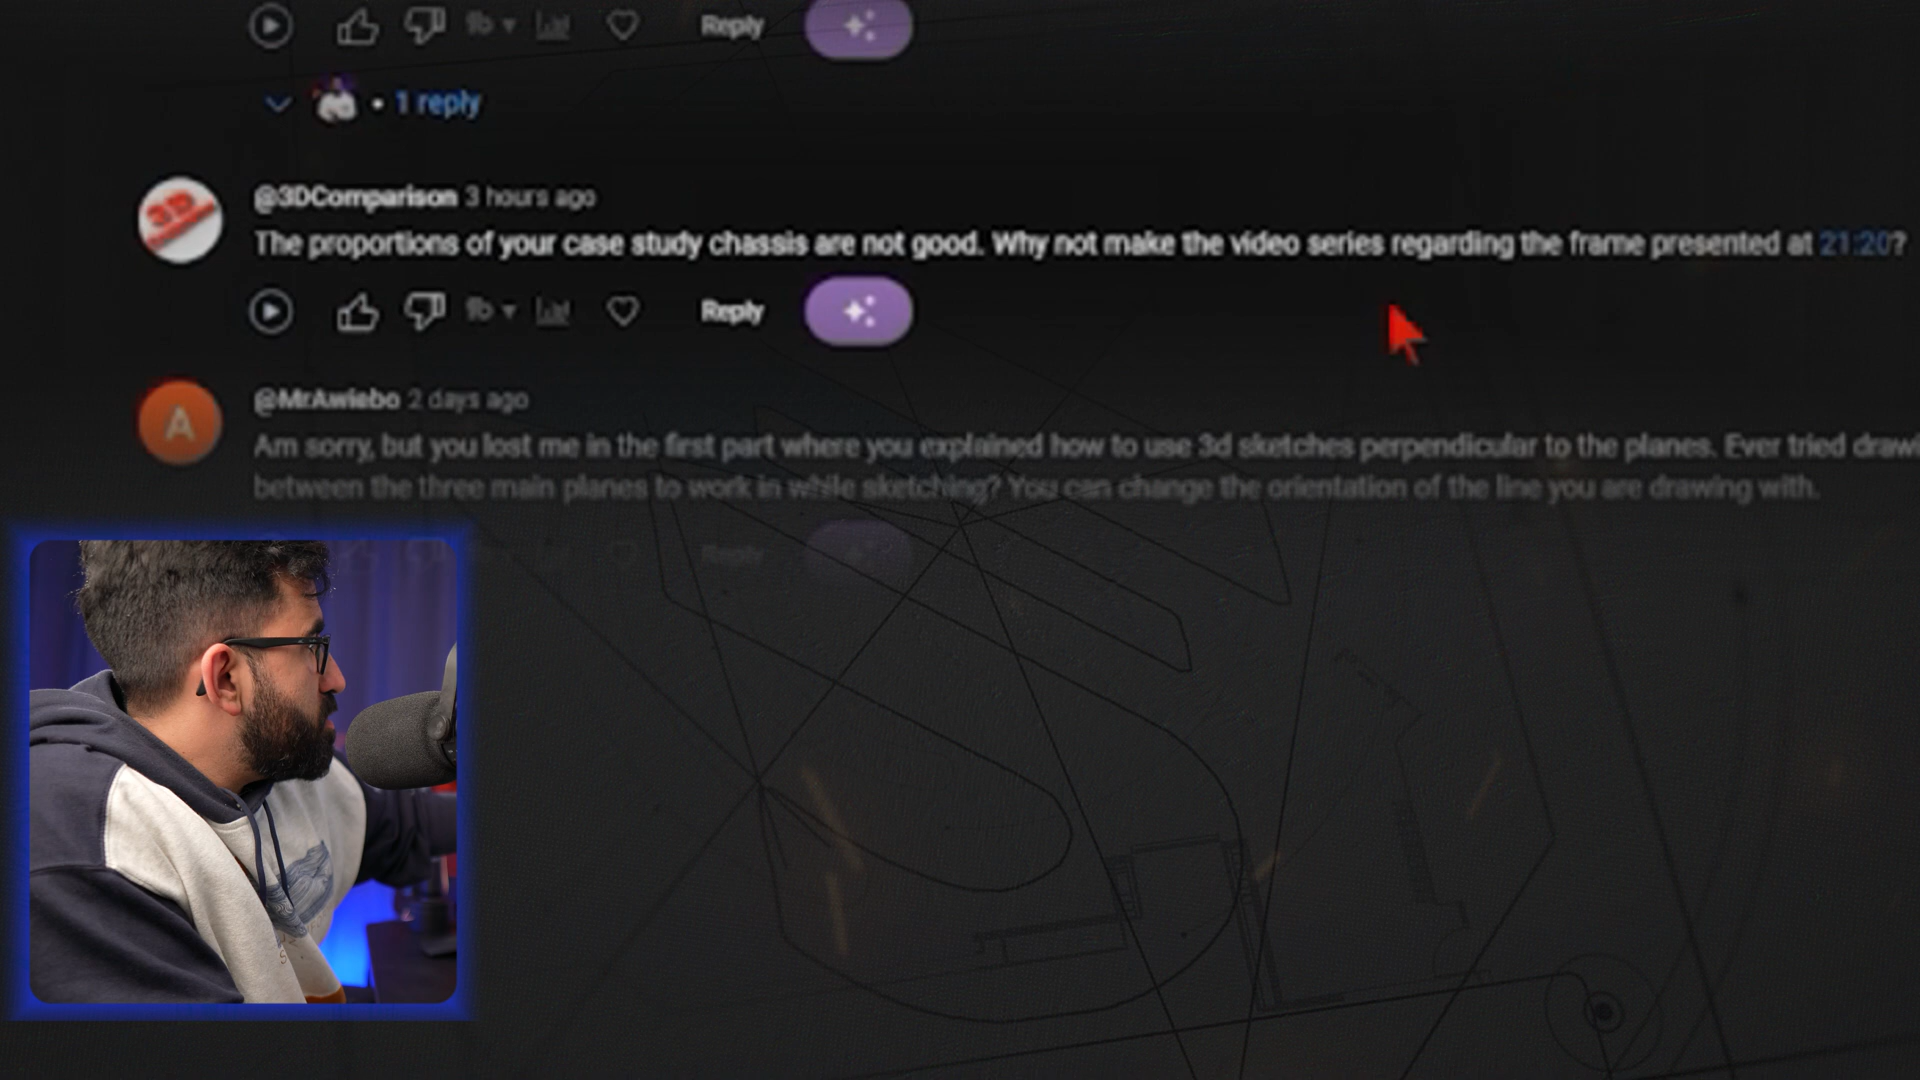 Reply
• 1 reply
3D
@3DComparison 3 hours ago
The proportions of your case study chassis are not good. Why not make the video series regarding the frame presented at 21:20?
Reply
A
@MrAwiebo 2 days ago
Am sorry, but you lost me in the first part where you explained how to use 3d sketches perpendicular to the planes. Ever tried
between the three main planes to work in while sketching? You can change the orientation of the line you are drawing with.
Reply